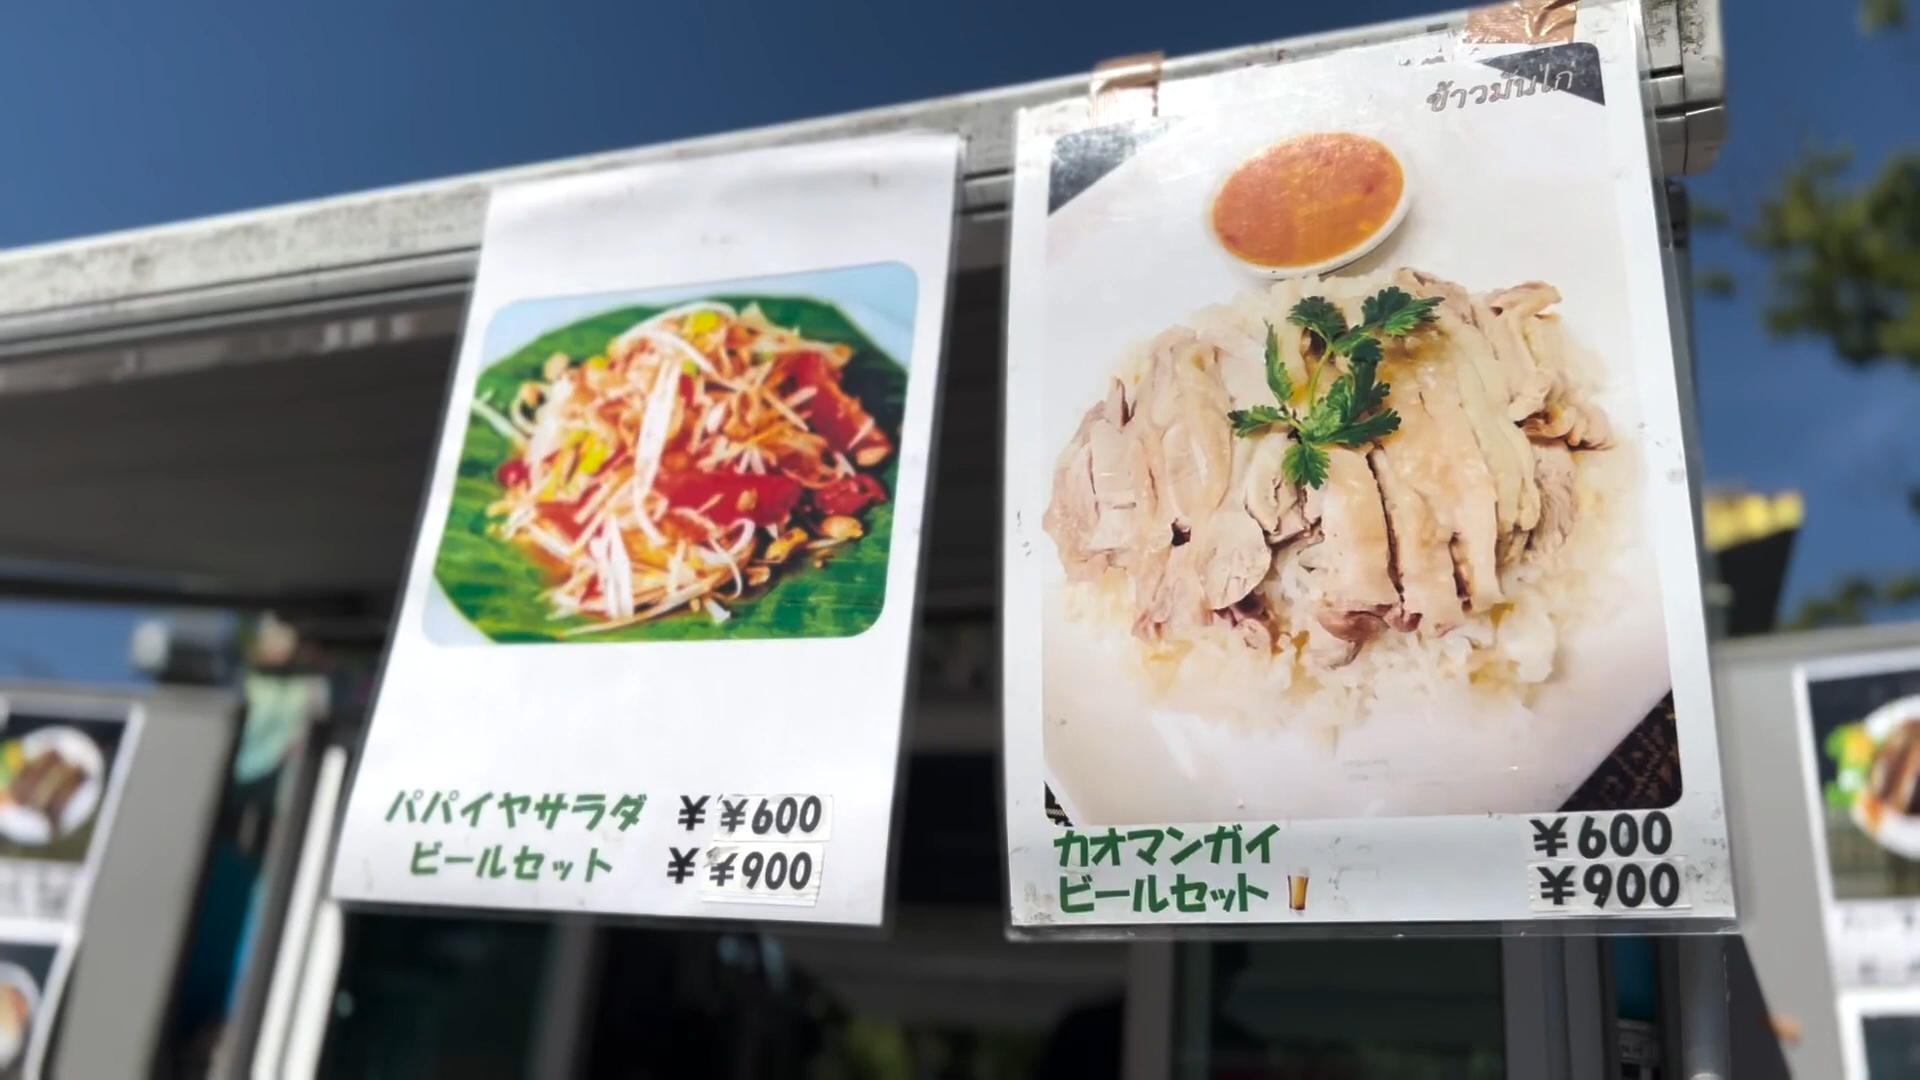 パパイヤサラダ ¥ ¥600
ビールセット ¥ ¥900
ข้าวมันไก่
カオマンガイ ¥600
ビールセット ¥900